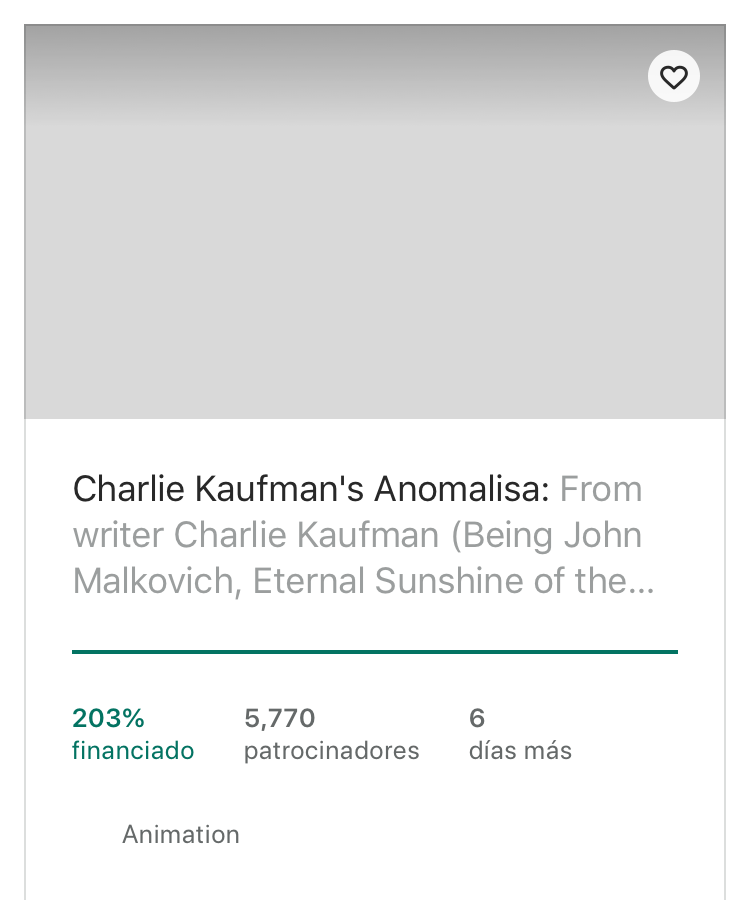 Charlie Kaufman's Anomalisa: From
writer Charlie Kaufman (Being John
Malkovich, Eternal Sunshine of the...
203%
financiado
5,770
patrocinadores
6
días más
Animation